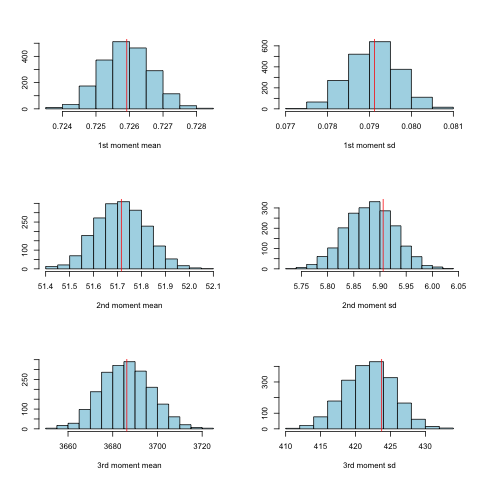 0 200 400
0.724 0.725 0.726 0.727 0.728
1st moment mean
0 200 400 600
0.077 0.078 0.079 0.080 0.081
1st moment sd
0 100 250
51.4 51.5 51.6 51.7 51.8 51.9 52.0 52.1
2nd moment mean
0 100 200 300
5.75 5.80 5.85 5.90 5.95 6.00 6.05
2nd moment sd
0 100 250
3660 3680 3700 3720
3rd moment mean
0 100 300
410 415 420 425 430
3rd moment sd